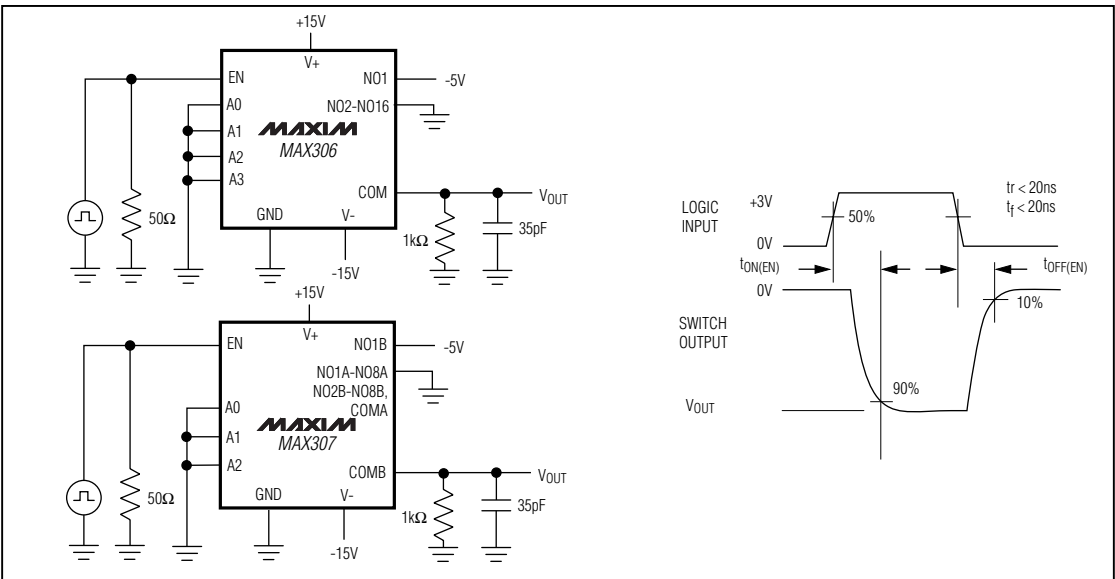 +15V
V+
EN
NO1
-5V
A0
NO2-NO16
A1
MAXIM
MAX306
A2
A3
COM
VOUT
50Ω
GND
V-
1kΩ
35pF
-15V
+15V
V+
EN
NO1B
-5V
NO1A-NO8A
NO2B-NO8B,
COMA
A0
MAXIM
A1
MAX307
A2
COMB
VOUT
50Ω
GND
V-
1kΩ
35pF
-15V
LOGIC
INPUT
+3V
50%
tr < 20ns
tf < 20ns
0V
tON(EN)
tOFF(EN)
0V
10%
SWITCH
OUTPUT
90%
VOUT